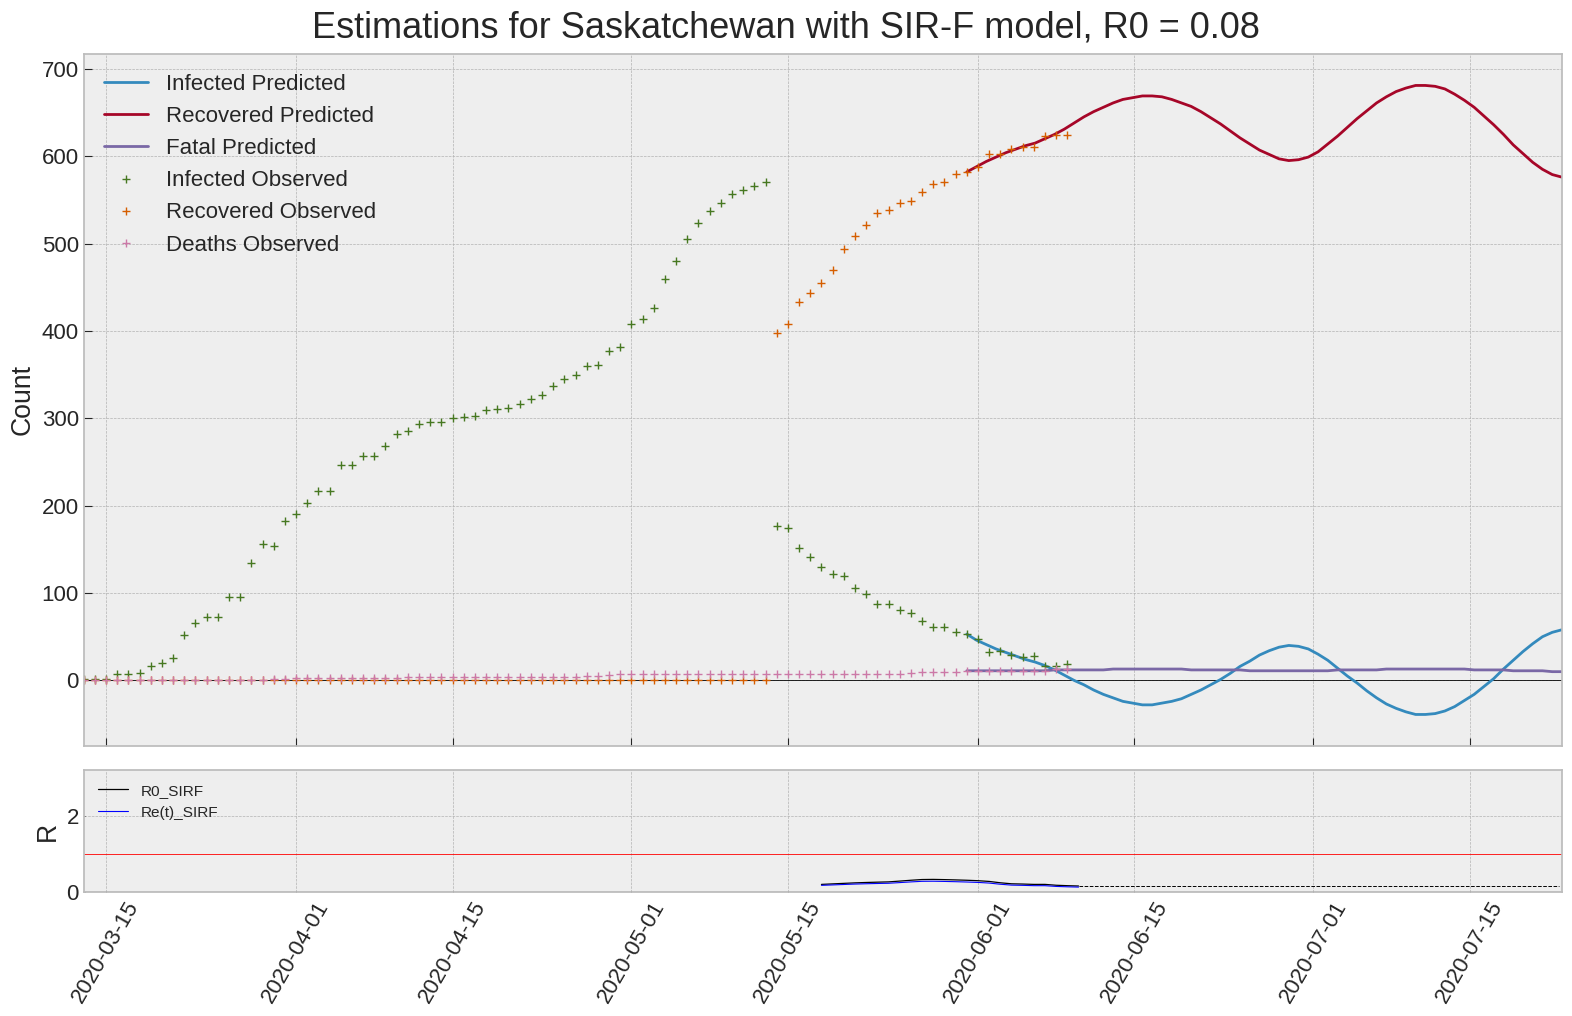 Estimations for Saskatchewan with SIR-F model, R0 = 0.08
700
600
500
400
300
200
100
0
Count
Infected Predicted
Recovered Predicted
Fatal Predicted
Infected Observed
Recovered Observed
Deaths Observed
2
0
R
R0_SIRF
Re(t)_SIRF
2020-03-15
2020-04-01
2020-04-15
2020-05-01
2020-05-15
2020-06-01
2020-06-15
2020-07-01
2020-07-15